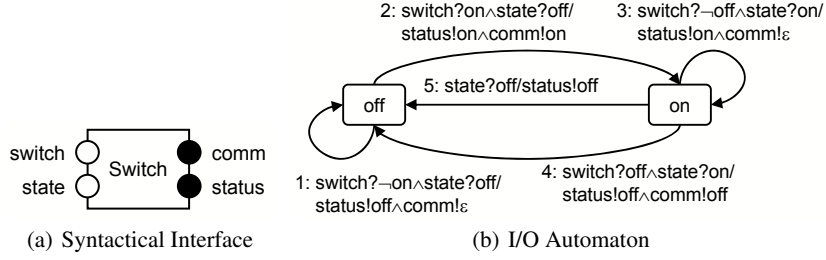 switch
state
Switch
comm
status
(a) Syntactical Interface
2: switch?on∧state?off/
status!on∧comm!on
3: switch?¬off∧state?on/
status!on∧comm!ε
5: state?off/status!off
off
on
1: switch?¬on∧state?off/
status!off∧comm!ε
4: switch?off∧state?on/
status!off∧comm!off
(b) I/O Automaton